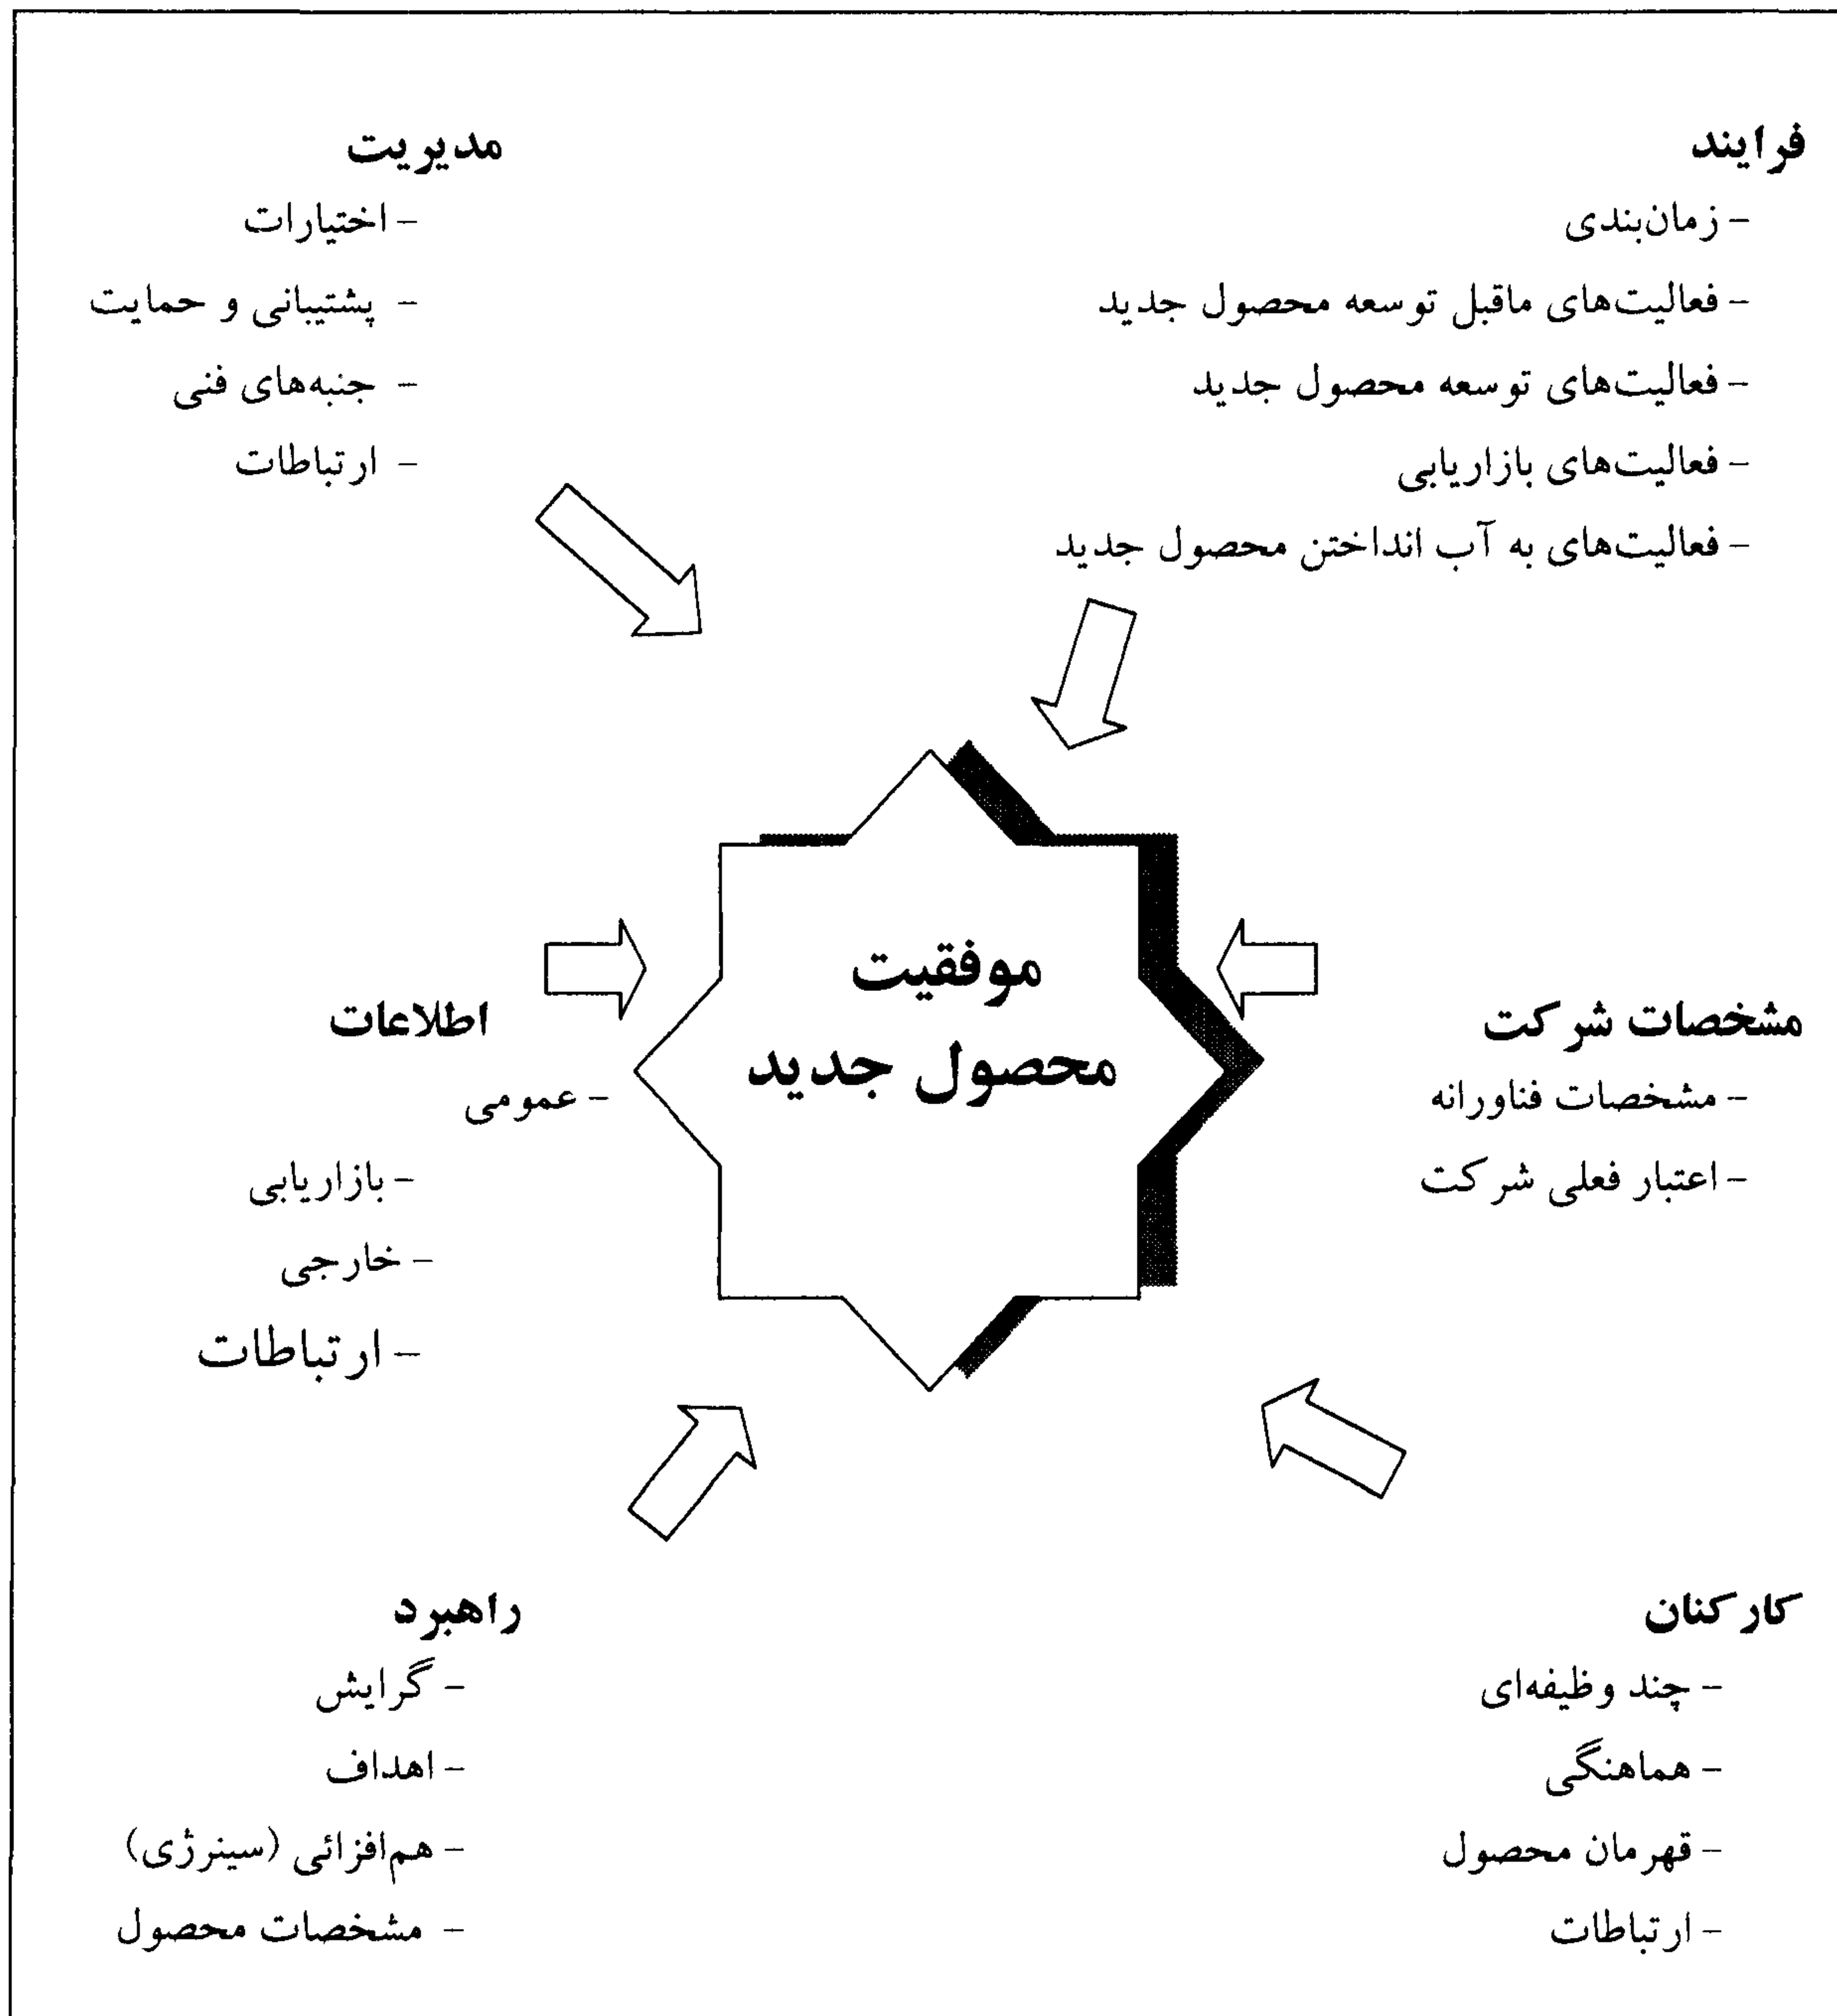 فرایند
- زمان‌بندی
- فعالیت‌های ماقبل توسعه محصول جدید
- فعالیت‌های توسعه محصول جدید
- فعالیت‌های بازاریابی
- فعالیت‌های به آب انداختن محصول جدید
مدیریت
- اختیارات
- پشتیبانی و حمایت
- جنبه‌های فنی
- ارتباطات
موفقیت
محصول جدید
مشخصات شرکت
- مشخصات فناورانه
- اعتبار فعلی شرکت
اطلاعات
- عمومی
- بازاریابی
- خارجی
- ارتباطات
کارکنان
- چند وظیفه‌ای
- هماهنگی
- قهرمان محصول
- ارتباطات
راهبرد
- گرایش
- اهداف
- هم‌افزائی (سینرژی)
- مشخصات محصول